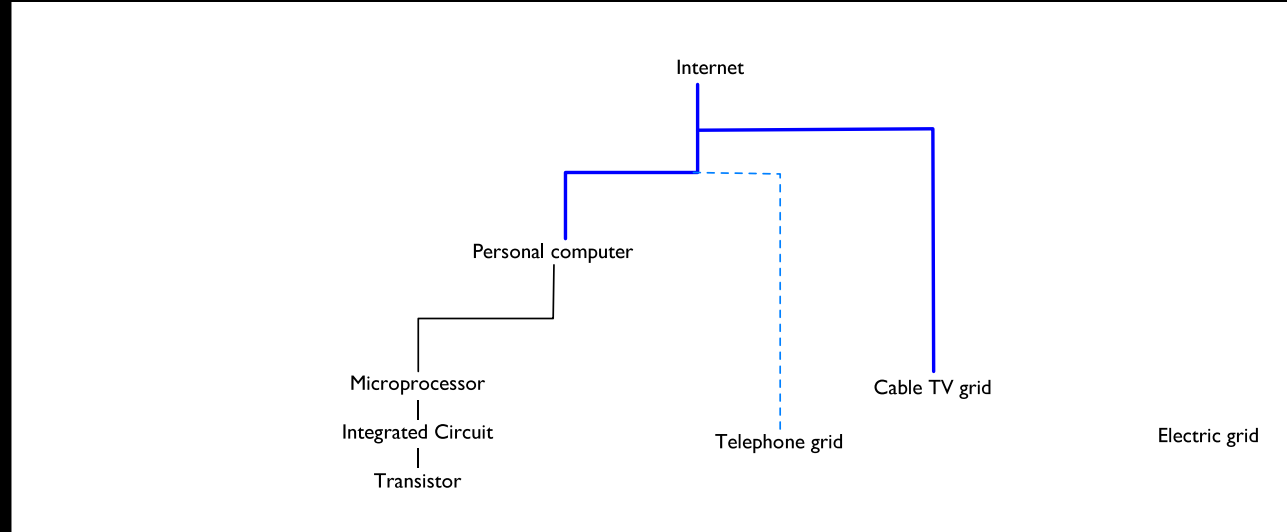 Internet
Personal computer
Microprocessor
Cable TV grid
Integrated Circuit
Telephone grid
Electric grid
Transistor